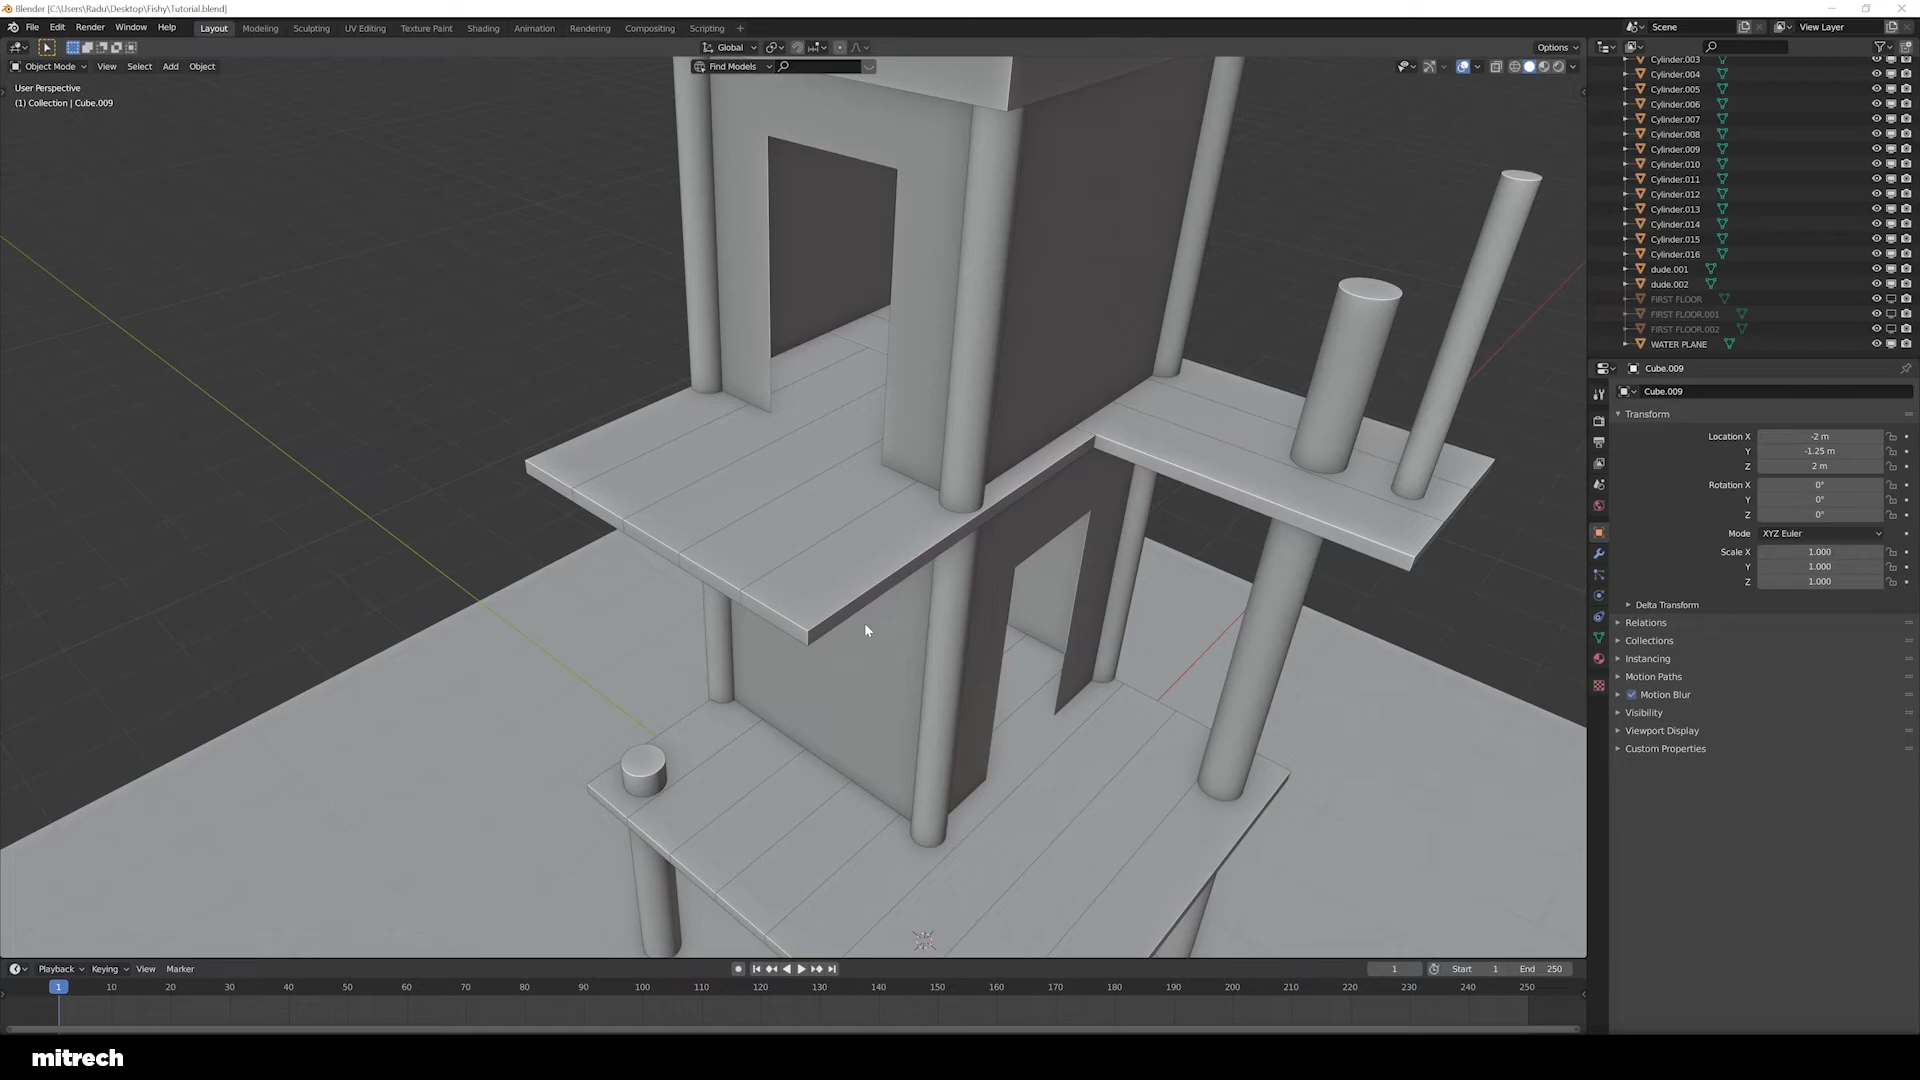 Blender [C:\Users\Radu\Desktop\Fishy\Tutorial.blend]
File Edit Render Window Help Layout Modeling Sculpting UV Editing Texture Paint Shading Animation Rendering Compositing Scripting + Scene View Layer
Global Options
Object Mode View Select Add Object Find Models
User Perspective
(1) Collection | Cube.009
Cylinder.003
Cylinder.004
Cylinder.005
Cylinder.006
Cylinder.007
Cylinder.008
Cylinder.009
Cylinder.010
Cylinder.011
Cylinder.012
Cylinder.013
Cylinder.014
Cylinder.015
Cylinder.016
dude.001
dude.002
FIRST FLOOR
FIRST FLOOR.001
FIRST FLOOR.002
WATER PLANE
Cube.009
Cube.009
Transform
Location X -2 m
Y -1.25 m
Z 2 m
Rotation X 0°
Y 0°
Z 0°
Mode XYZ Euler
Scale X 1.000
Y 1.000
Z 1.000
Delta Transform
Relations
Collections
Instancing
Motion Paths
Motion Blur
Visibility
Viewport Display
Custom Properties
Playback Keying View Marker 1 Start 1 End 250
1 10 20 30 40 50 60 70 80 90 100 110 120 130 140 150 160 170 180 190 200 210 220 230 240 250
mitrech